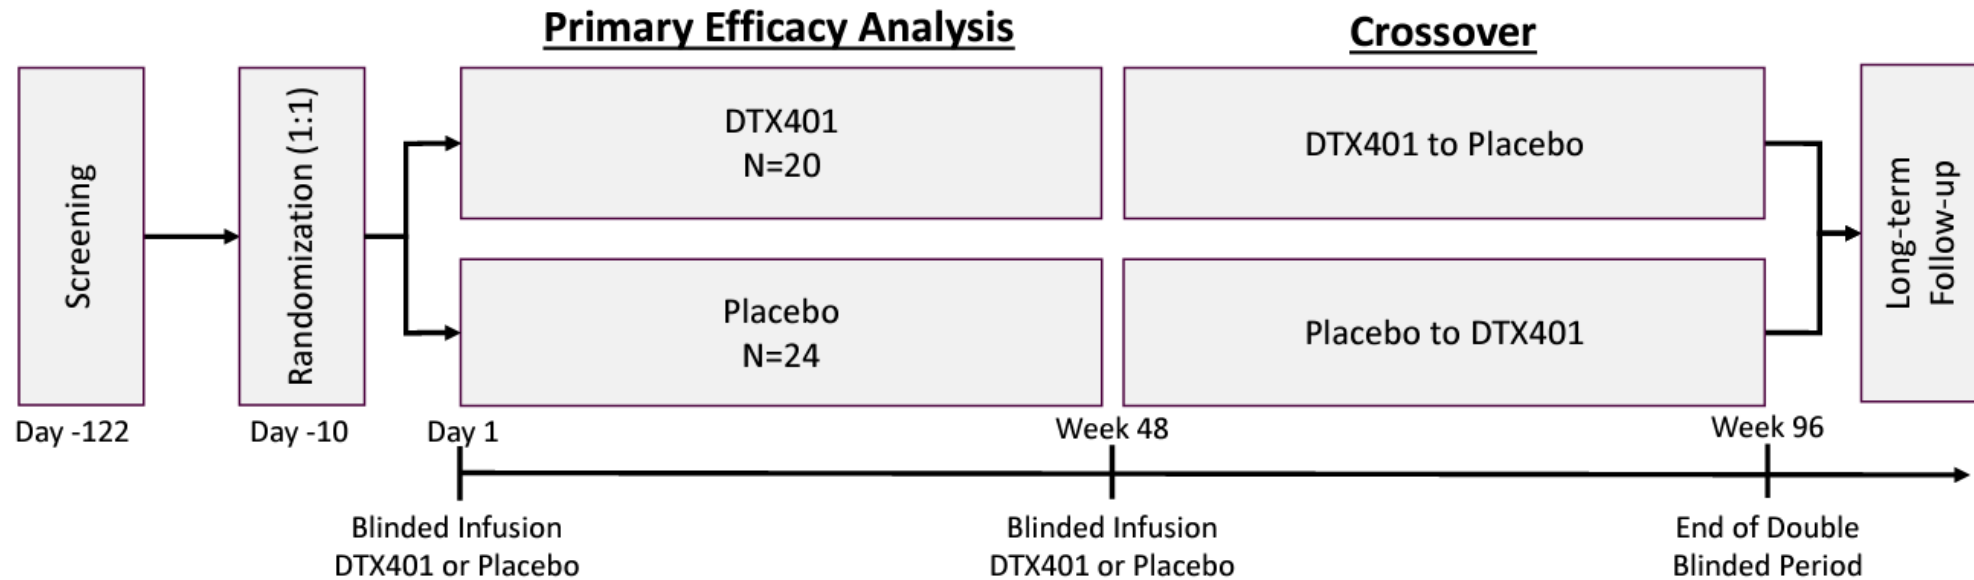 Primary Efficacy Analysis
Crossover
Screening
Randomization (1:1)
DTX401
N=20
DTX401 to Placebo
Placebo
N=24
Placebo to DTX401
Long-term
Follow-up
Day -122
Day -10
Day 1
Week 48
Week 96
Blinded Infusion
DTX401 or Placebo
Blinded Infusion
DTX401 or Placebo
End of Double
Blinded Period